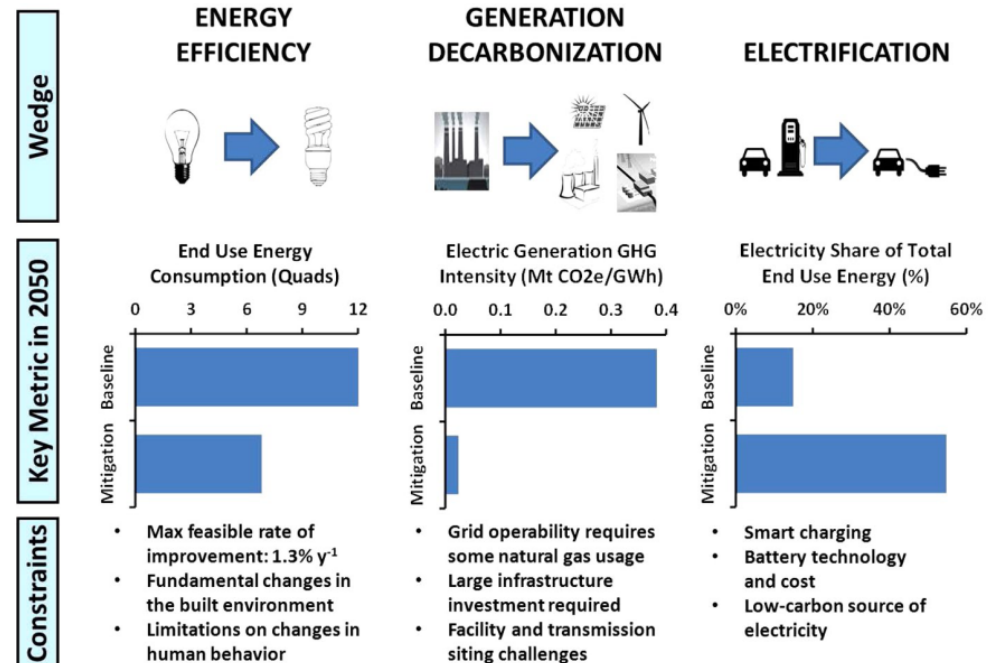 ENERGY
EFFICIENCY
GENERATION
DECARBONIZATION
ELECTRIFICATION
Wedge
Key Metric in 2050
End Use Energy
Consumption (Quads)
0 3 6 9 12
Baseline
Mitigation
Electric Generation GHG
Intensity (Mt CO2e/GWh)
0.0 0.1 0.2 0.3 0.4
Baseline
Mitigation
Electricity Share of Total
End Use Energy (%)
0% 20% 40% 60%
Baseline
Mitigation
Constraints
• Max feasible rate of
improvement: 1.3% y⁻¹
• Fundamental changes in
the built environment
• Limitations on changes in
human behavior
• Grid operability requires
some natural gas usage
• Large infrastructure
investment required
• Facility and transmission
siting challenges
• Smart charging
• Battery technology
and cost
• Low-carbon source of
electricity